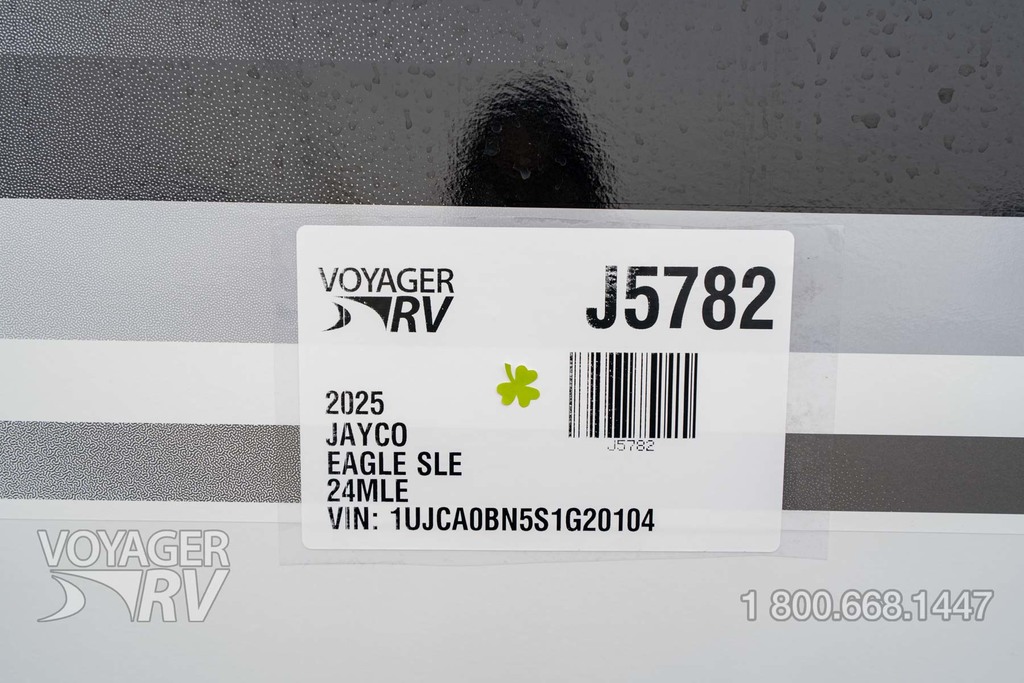 VOYAGER
RV
J5782
J5782
2025
JAYCO
EAGLE SLE
24MLE
VIN: 1UJCA0BN5S1G20104
VOYAGER
RV
1 800.668.1447